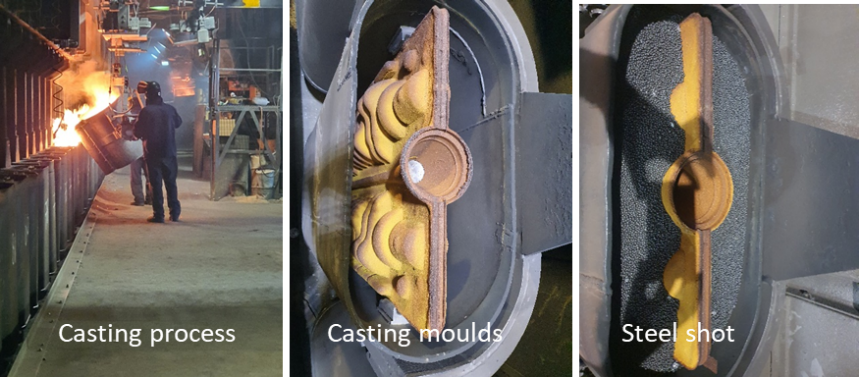 Casting process
Casting moulds
Steel shot